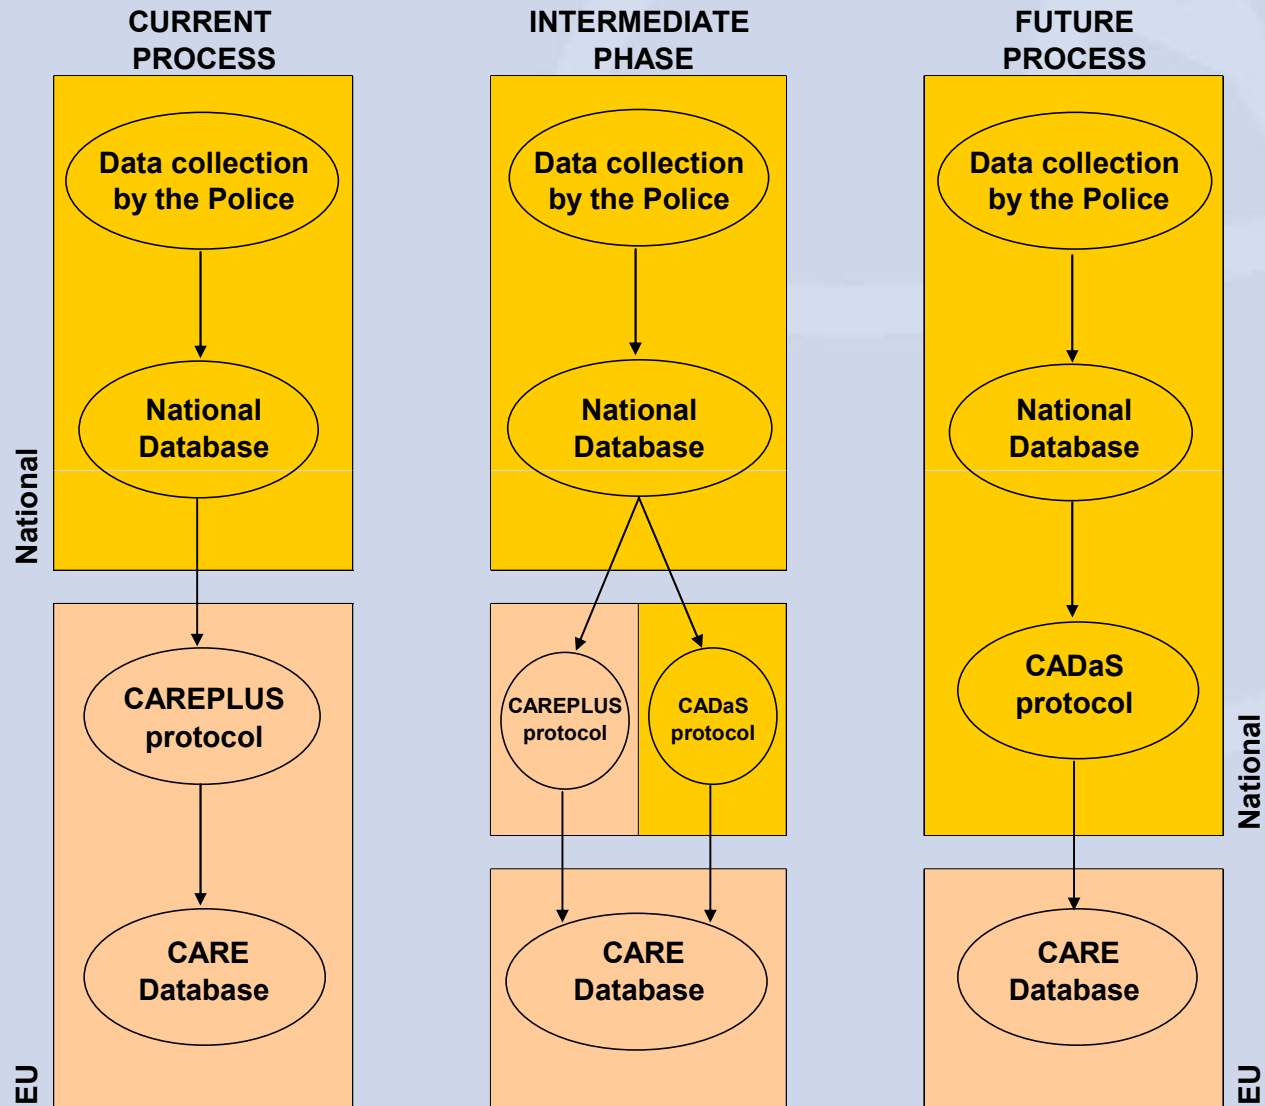 CURRENT
PROCESS
Data collection
by the Police
National
Database
National
CAREPLUS
protocol
CARE
Database
EU
INTERMEDIATE
PHASE
Data collection
by the Police
National
Database
CAREPLUS
protocol
CADaS
protocol
CARE
Database
FUTURE
PROCESS
Data collection
by the Police
National
Database
CADaS
protocol
National
CARE
Database
EU